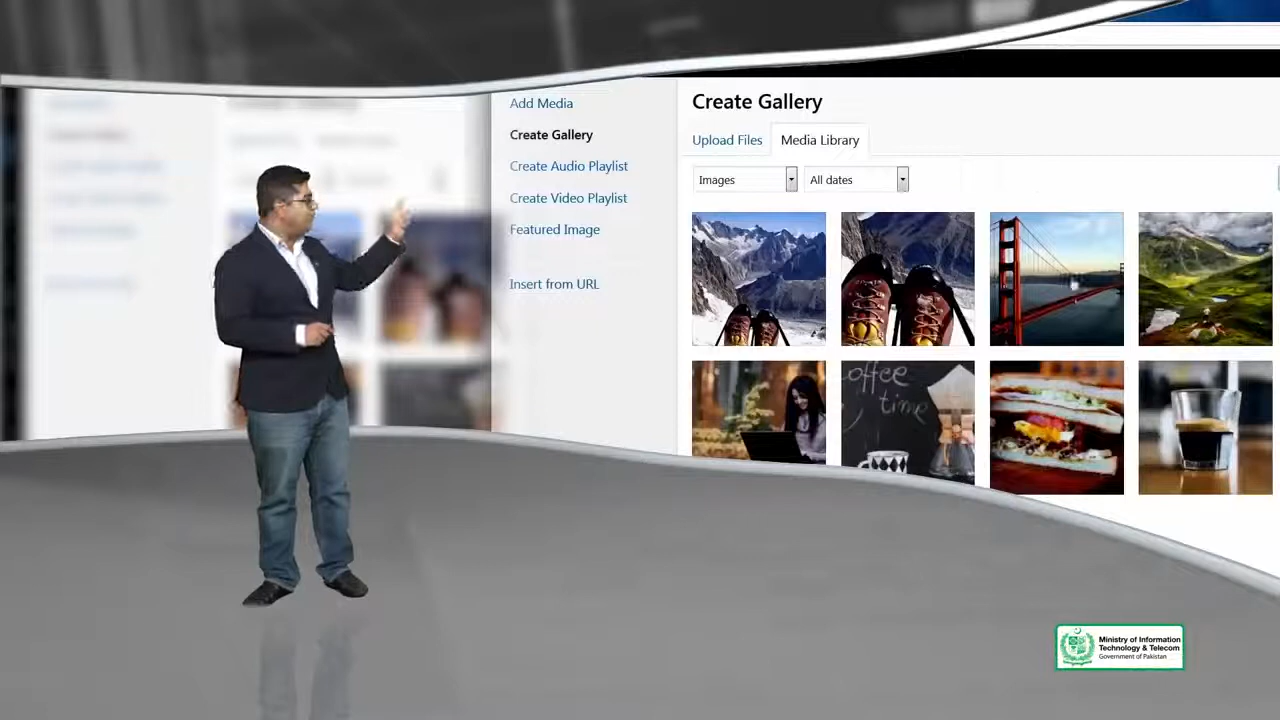 Add Media
Create Gallery
Create Audio Playlist
Create Video Playlist
Featured Image
Insert from URL
Create Gallery
Upload Files
Media Library
Images
All dates
offee
time
Ministry of Information
Technology & Telecom
Government of Pakistan